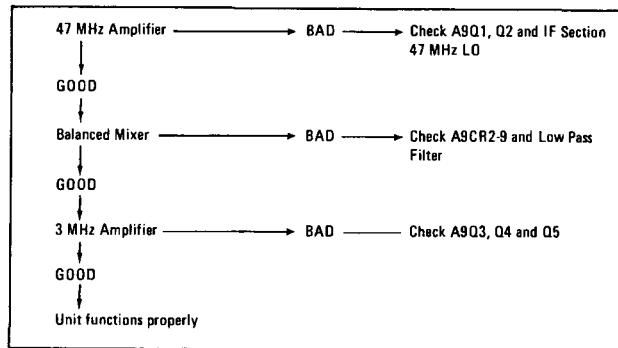 47 MHz Amplifier BAD Check A9Q1, Q2 and IF Section
47 MHz LO
GOOD
Balanced Mixer BAD Check A9CR2-9 and Low Pass
Filter
GOOD
3 MHz Amplifier BAD Check A9Q3, Q4 and Q5
GOOD
Unit functions properly